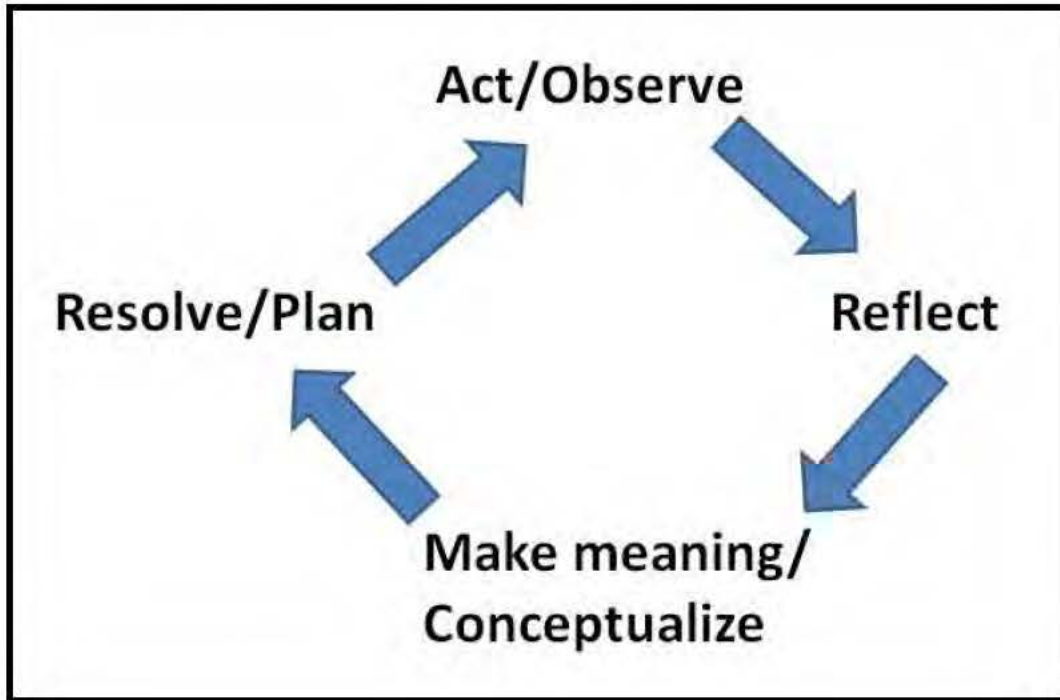 Act/Observe
Resolve/Plan
Reflect
Make meaning/
Conceptualize